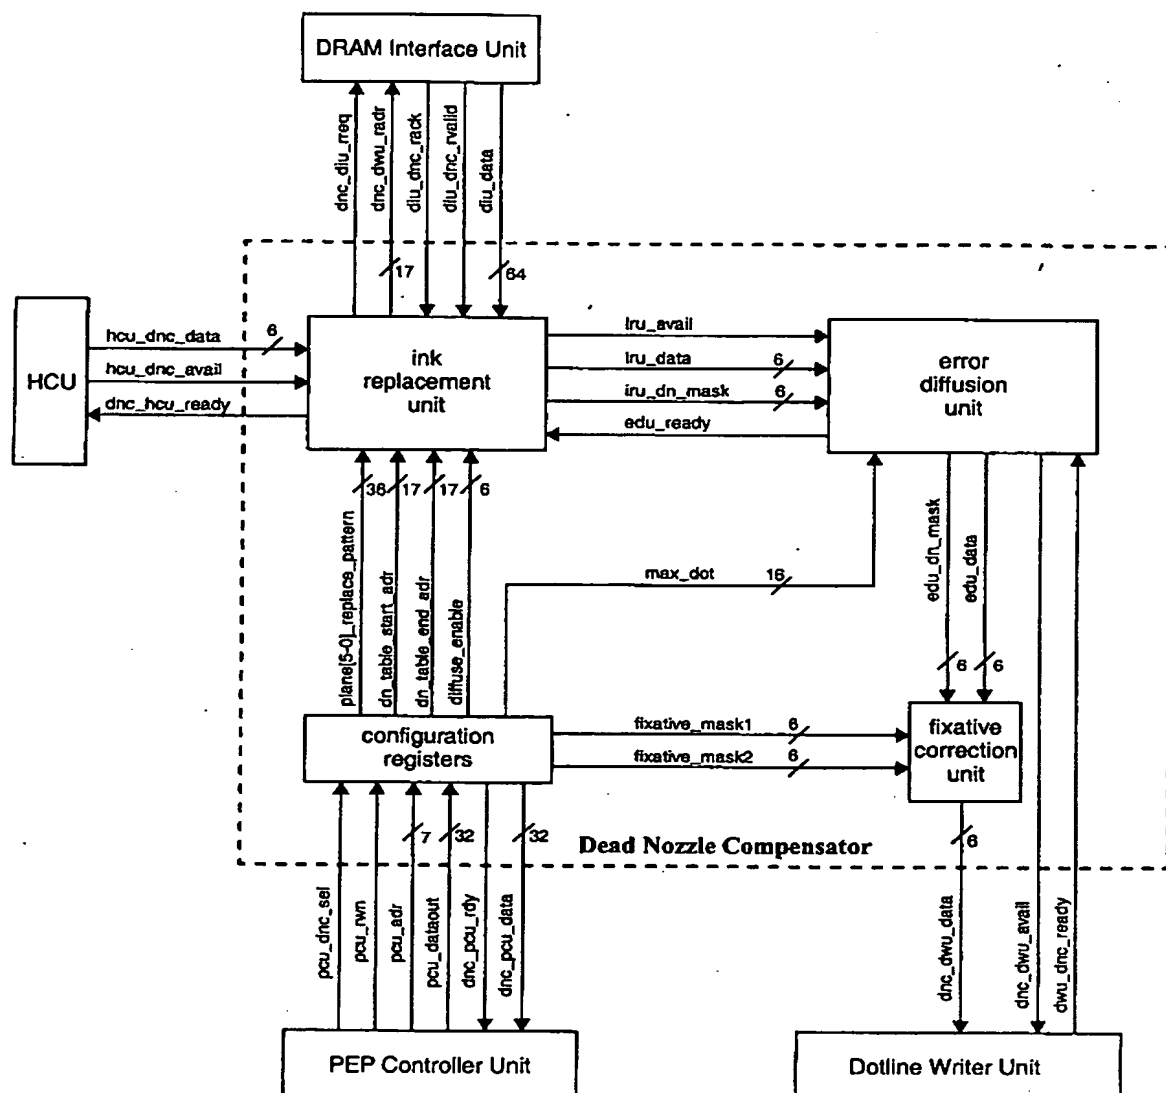 DRAM Interface Unit
dnc_diu_rreq
dnc_dwu_radr
diu_dnc_rack
diu_dnc_rvalid
diu_data
17
64
HCU
hcu_dnc_data
6
hcu_dnc_avail
dnc_hcu_ready
ink
replacement
unit
iru_avail
iru_data
6
iru_dn_mask
6
edu_ready
error
diffusion
unit
36
17
17
6
plane[5-0]_replace_pattern
dn_table_start_adr
dn_table_end_adr
diffuse_enable
max_dot
16
edu_dn_mask
edu_data
6
6
configuration
registers
fixative_mask1
6
fixative_mask2
6
fixative
correction
unit
7
32
32
6
Dead Nozzle Compensator
pcu_dnc_sel
pcu_rwn
pcu_adr
pcu_dataout
dnc_pcu_rdy
dnc_pcu_data
dnc_dwu_data
dnc_dwu_avail
dwu_dnc_ready
PEP Controller Unit
Dotline Writer Unit